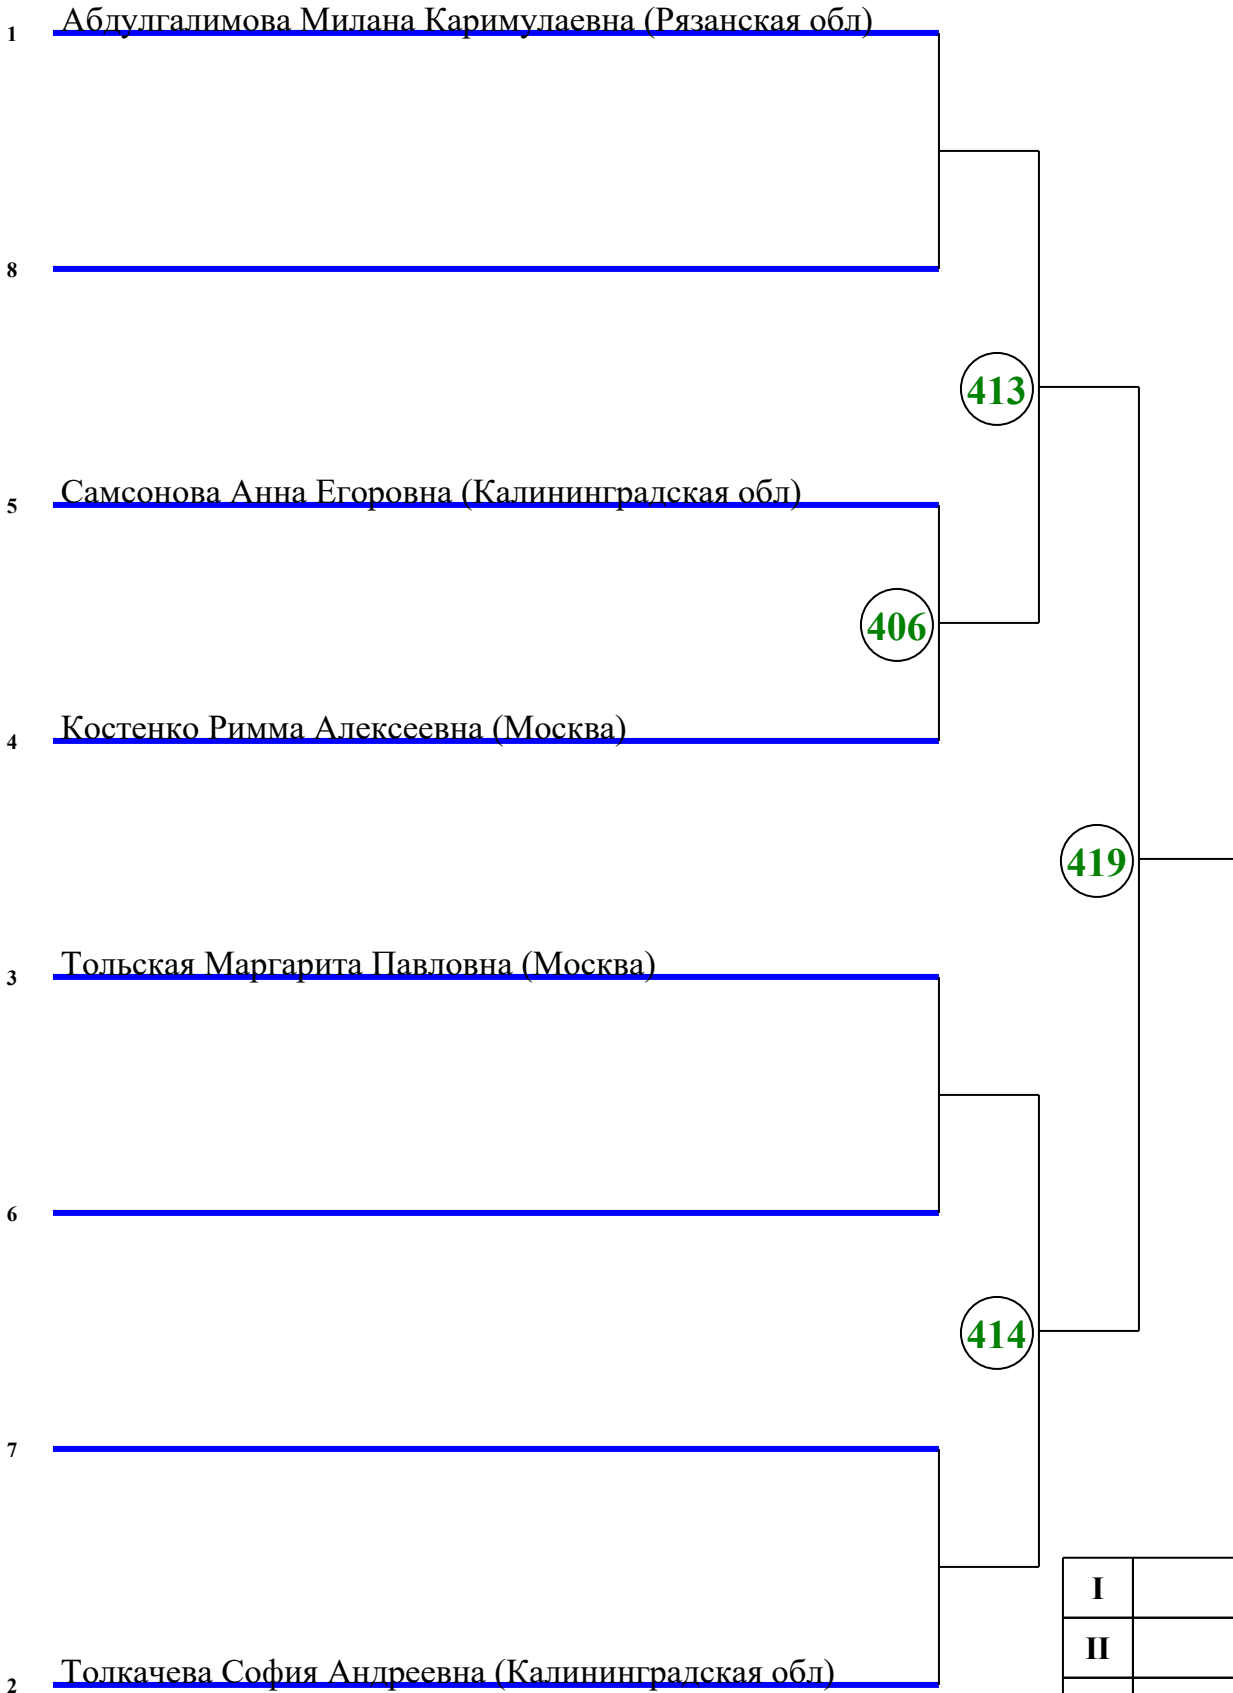 1 Абдулгалимова Милана Каримулаевна (Рязанская обл)
8
413
5 Самсонова Анна Егоровна (Калининградская обл)
406
4 Костенко Римма Алексеевна (Москва)
419
3 Тольская Маргарита Павловна (Москва)
6
414
7
I
II
2 Толкачева София Андреевна (Калининградская обл)